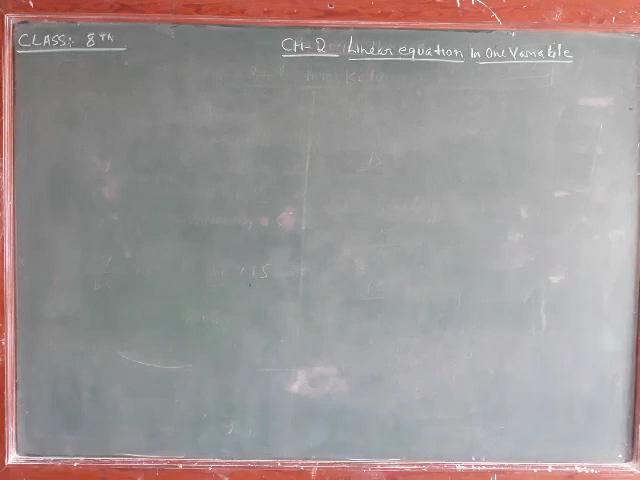 CLASS:- 8TH
CH-2 Linear equation In One Variable